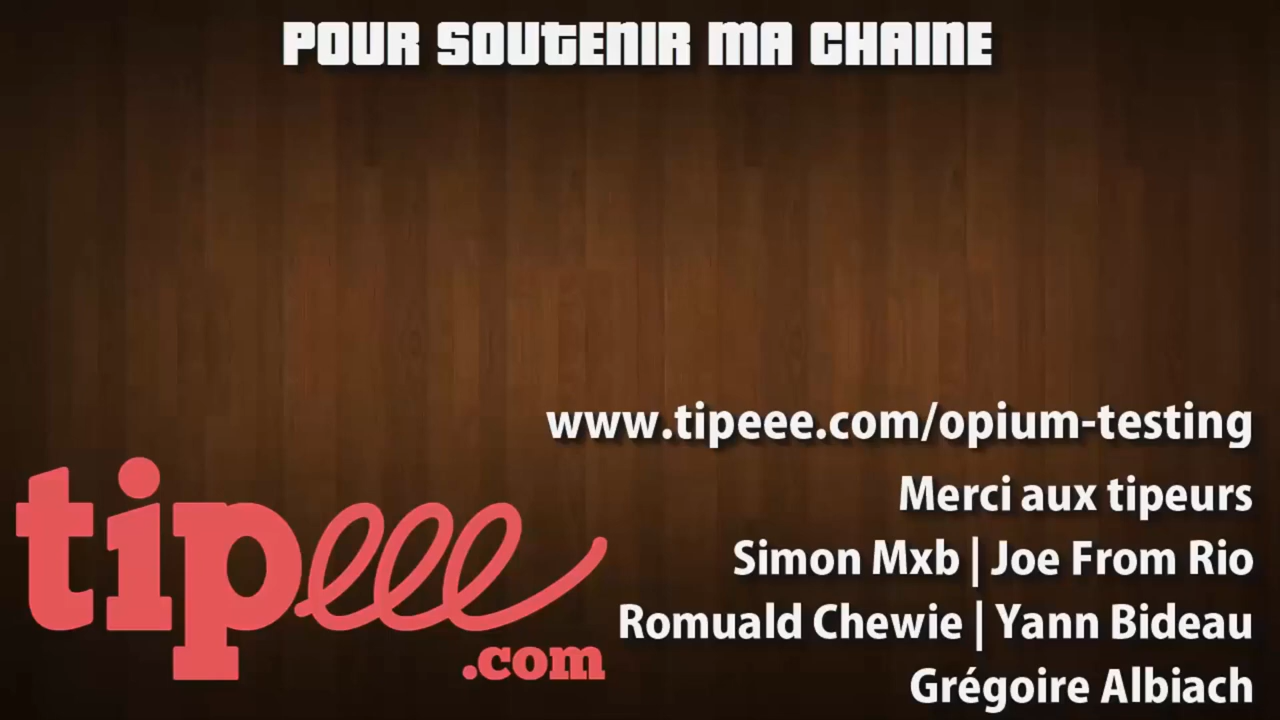 POUR SOUTENIR MA CHAINE
www.tipeee.com/opium-testing
Merci aux tipeurs
Simon Mxb | Joe From Rio
Romuald Chewie | Yann Bideau
Grégoire Albiach
tipeee
.com